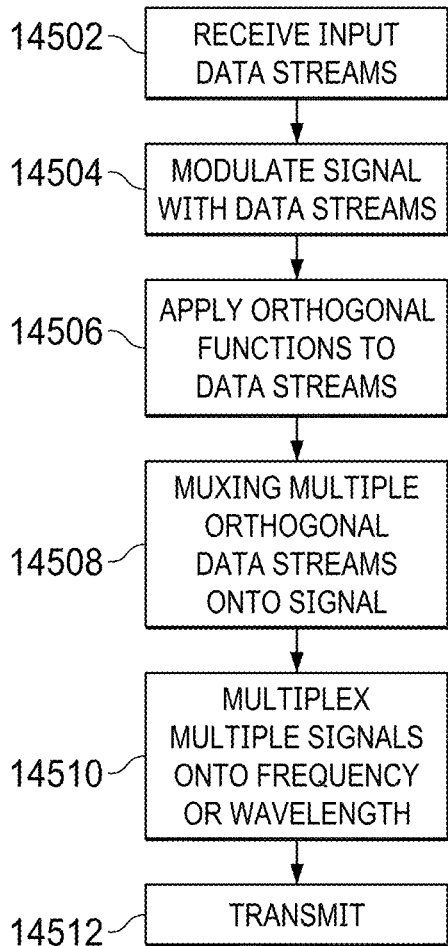 14502
RECEIVE INPUT
DATA STREAMS
14504
MODULATE SIGNAL
WITH DATA STREAMS
14506
APPLY ORTHOGONAL
FUNCTIONS TO
DATA STREAMS
14508
MUXING MULTIPLE
ORTHOGONAL
DATA STREAMS
ONTO SIGNAL
14510
MULTIPLEX
MULTIPLE SIGNALS
ONTO FREQUENCY
OR WAVELENGTH
14512
TRANSMIT